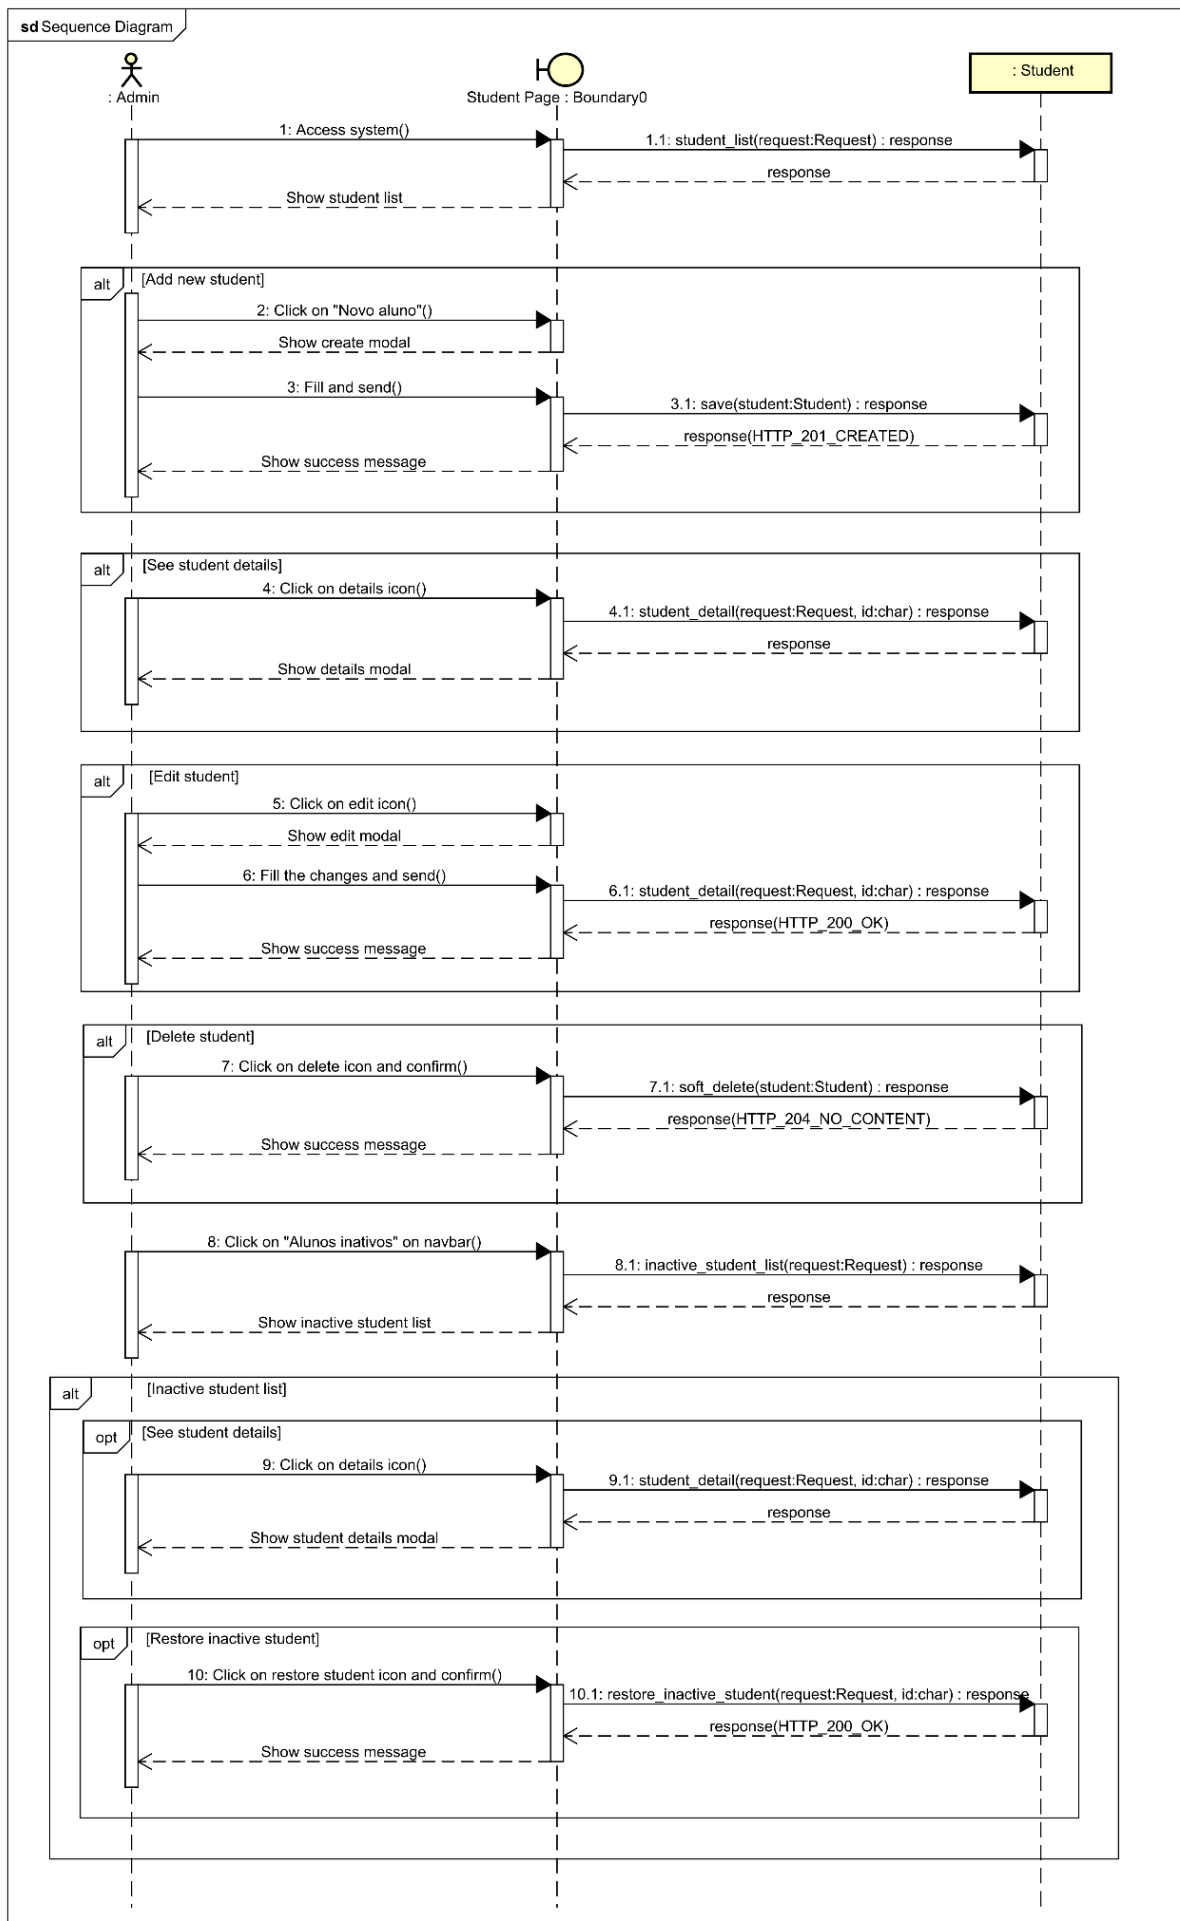 sd Sequence Diagram
: Admin
Student Page : Boundary0
: Student
1: Access system()
1.1: student_list(request:Request) : response
response
Show student list
alt
[Add new student]
2: Click on "Novo aluno"()
Show create modal
3: Fill and send()
3.1: save(student:Student) : response
response(HTTP_201_CREATED)
Show success message
alt
[See student details]
4: Click on details icon()
4.1: student_detail(request:Request, id:char) : response
response
Show details modal
alt
[Edit student]
5: Click on edit icon()
Show edit modal
6: Fill the changes and send()
6.1: student_detail(request:Request, id:char) : response
response(HTTP_200_OK)
Show success message
alt
[Delete student]
7: Click on delete icon and confirm()
7.1: soft_delete(student:Student) : response
response(HTTP_204_NO_CONTENT)
Show success message
8: Click on "Alunos inativos" on navbar()
8.1: inactive_student_list(request:Request) : response
response
Show inactive student list
alt
[Inactive student list]
opt
[See student details]
9: Click on details icon()
9.1: student_detail(request:Request, id:char) : response
response
Show student details modal
opt
[Restore inactive student]
10: Click on restore student icon and confirm()
10.1: restore_inactive_student(request:Request, id:char) : response
response(HTTP_200_OK)
Show success message